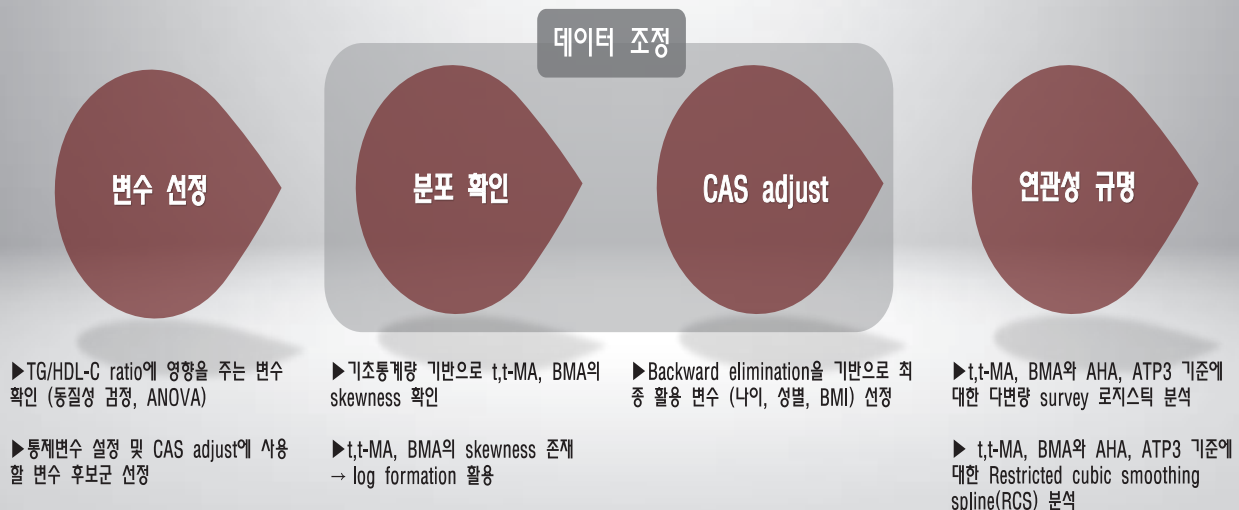 데이터 조정
변수 선정
분포 확인
CAS adjust
연관성 규명
▶TG/HDL-C ratio에 영향을 주는 변수
확인 (동질성 검정, ANOVA)
▶통제변수 설정 및 CAS adjust에 사용
할 변수 후보군 선정
▶기초통계량 기반으로 t,t-MA, BMA의
skewness 확인
▶t,t-MA, BMA의 skewness 존재
→ log formation 활용
▶Backward elimination을 기반으로 최
종 활용 변수 (나이, 성별, BMI) 선정
▶t,t-MA, BMA와 AHA, ATP3 기준에
대한 다변량 survey 로지스틱 분석
▶ t,t-MA, BMA와 AHA, ATP3 기준에
대한 Restricted cubic smoothing
spline(RCS) 분석